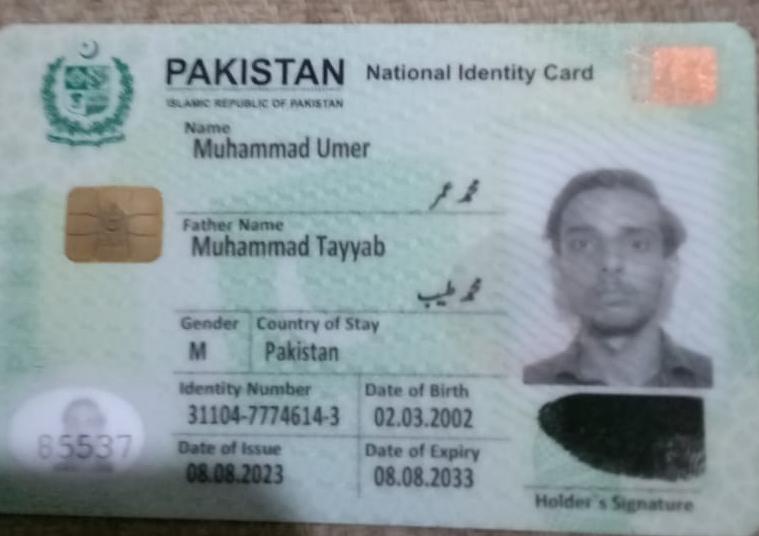 PAKISTAN National Identity Card
ISLAMIC REPUBLIC OF PAKISTAN
Name
Muhammad Umer
محمد عمر
Father Name
Muhammad Tayyab
محمد طیب
Gender Country of Stay
M Pakistan
Identity Number Date of Birth
31104-7774614-3 02.03.2002
Date of Issue Date of Expiry
08.08.2023 08.08.2033
85537
Holder's Signature